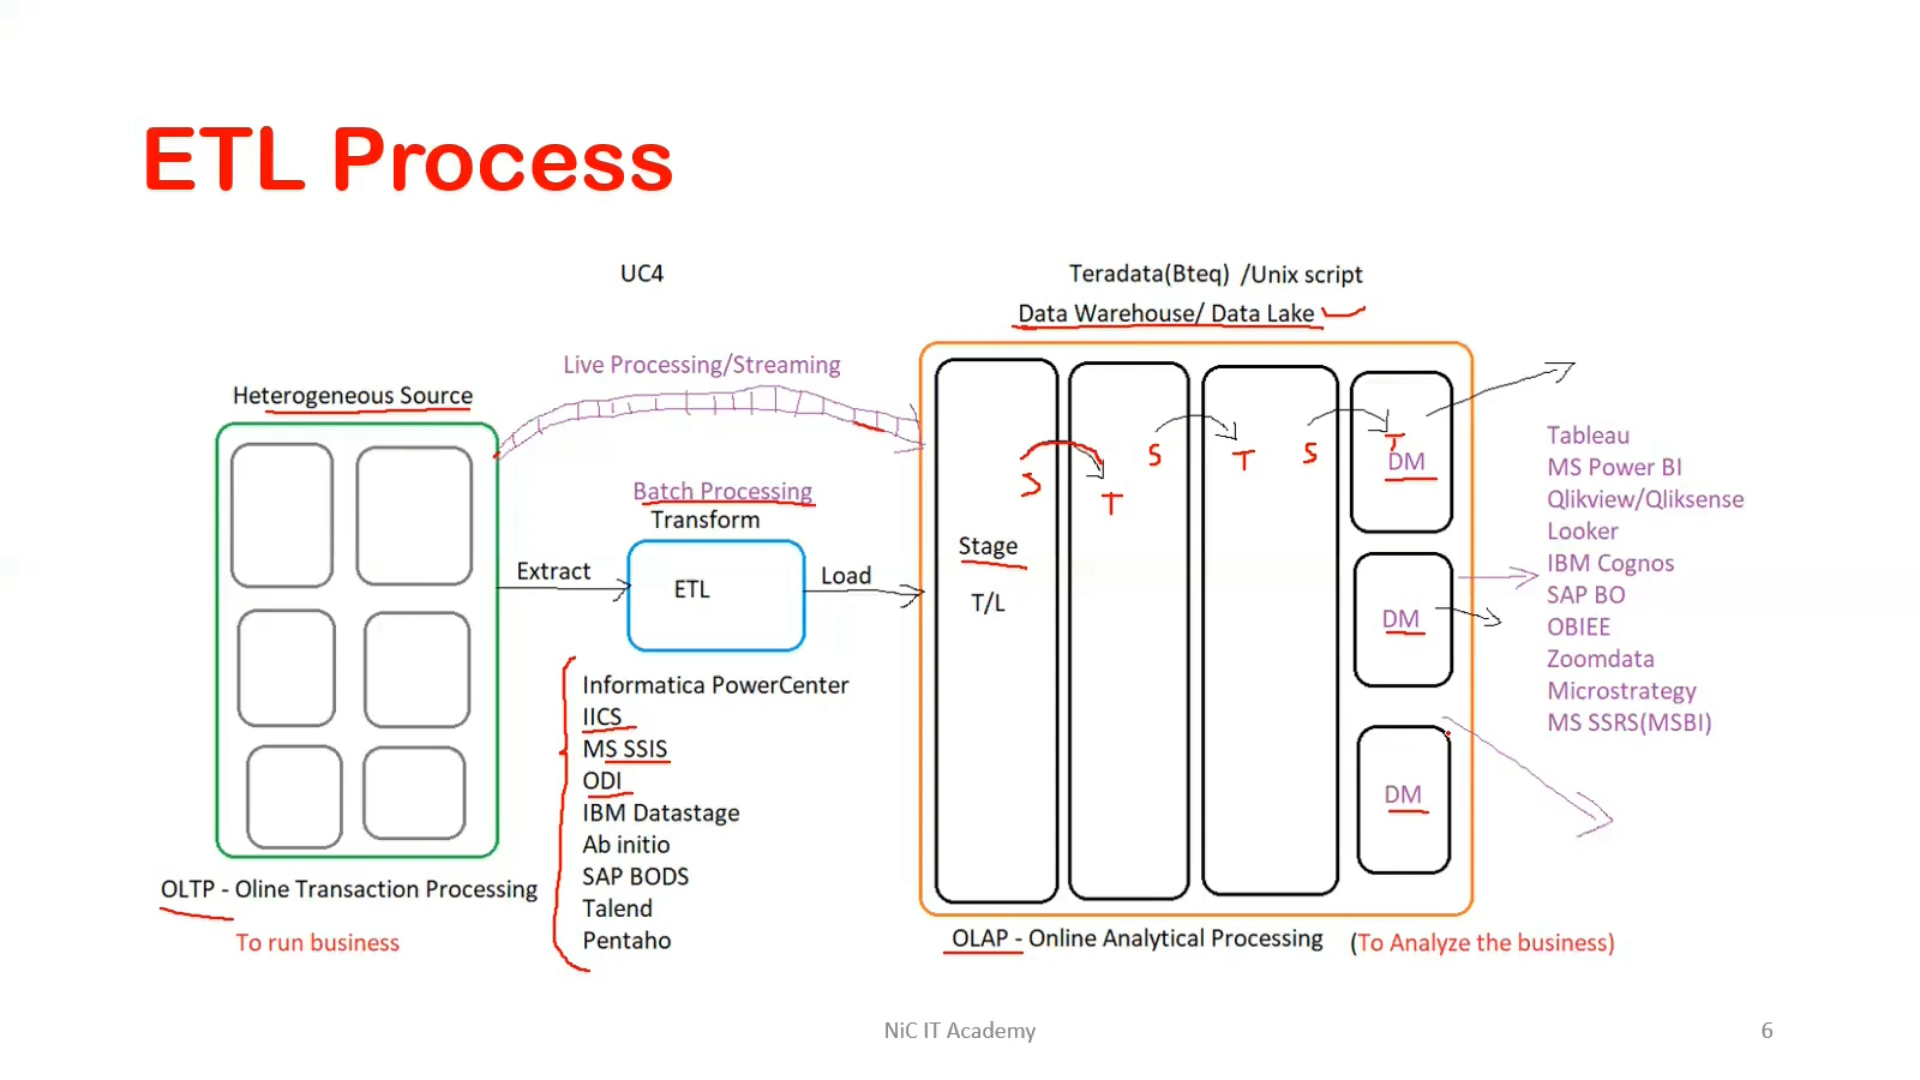 ETL Process
UC4
Teradata(Bteq) /Unix script
Data Warehouse/ Data Lake
Live Processing/Streaming
Heterogeneous Source
Batch Processing
Transform
Extract
ETL
Load
Informatica PowerCenter
IICS
MS SSIS
ODI
IBM Datastage
Ab initio
SAP BODS
Talend
Pentaho
OLTP - Oline Transaction Processing
To run business
Stage
T/L
S
T
S
T
S
T
DM
DM
DM
Tableau
MS Power BI
Qlikview/Qliksense
Looker
IBM Cognos
SAP BO
OBIEE
Zoomdata
Microstrategy
MS SSRS(MSBI)
OLAP - Online Analytical Processing
(To Analyze the business)
NiC IT Academy
6